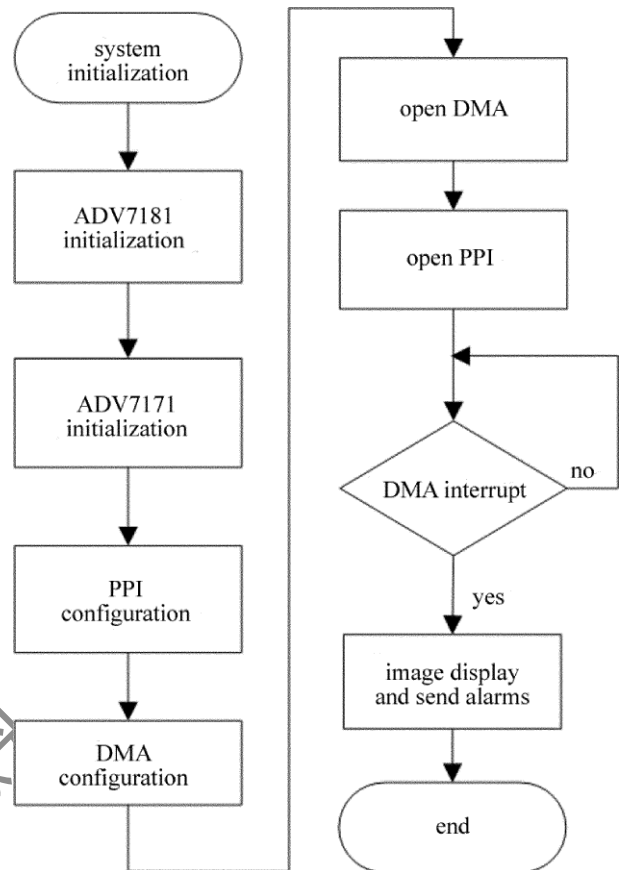 system
initialization
ADV7181
initialization
ADV7171
initialization
PPI
configuration
DMA
configuration
open DMA
open PPI
DMA interrupt
no
yes
image display
and send alarms
end